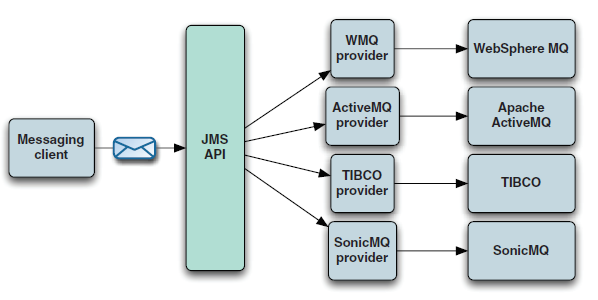 Messaging
client
JMS
API
WMQ
provider
WebSphere MQ
ActiveMQ
provider
Apache
ActiveMQ
TIBCO
provider
TIBCO
SonicMQ
provider
SonicMQ